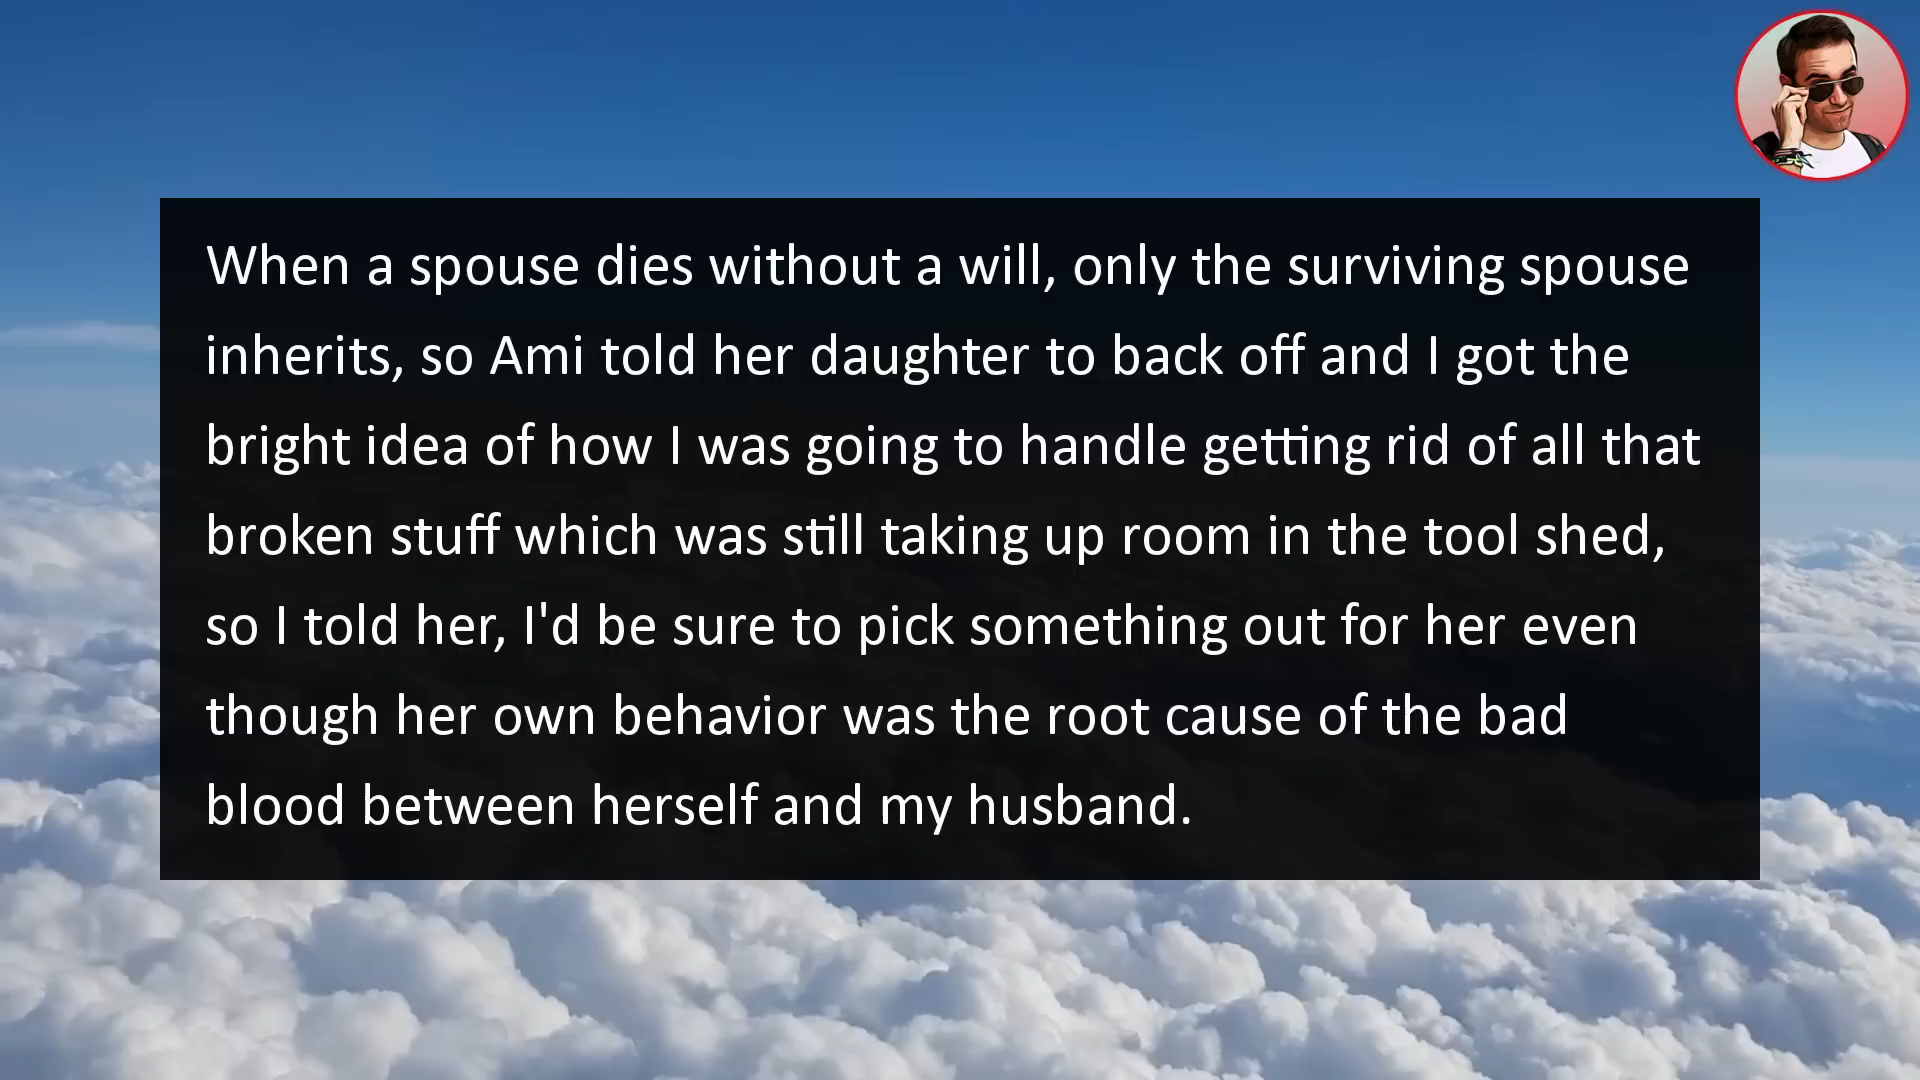 When a spouse dies without a will, only the surviving spouse
inherits, so Ami told her daughter to back off and I got the
bright idea of how I was going to handle getting rid of all that
broken stuff which was still taking up room in the tool shed,
so I told her, I'd be sure to pick something out for her even
though her own behavior was the root cause of the bad
blood between herself and my husband.